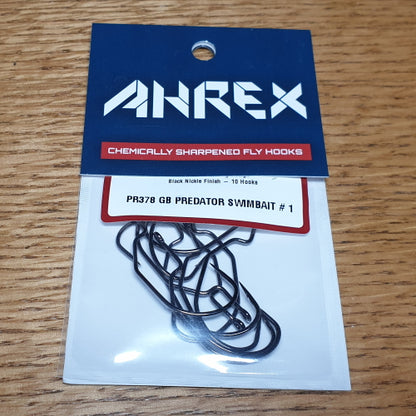 AHREX
CHEMICALLY SHARPENED FLY HOOKS
Black Nickle Finish – 10 Hooks
PR378 GB PREDATOR SWIMBAIT # 1